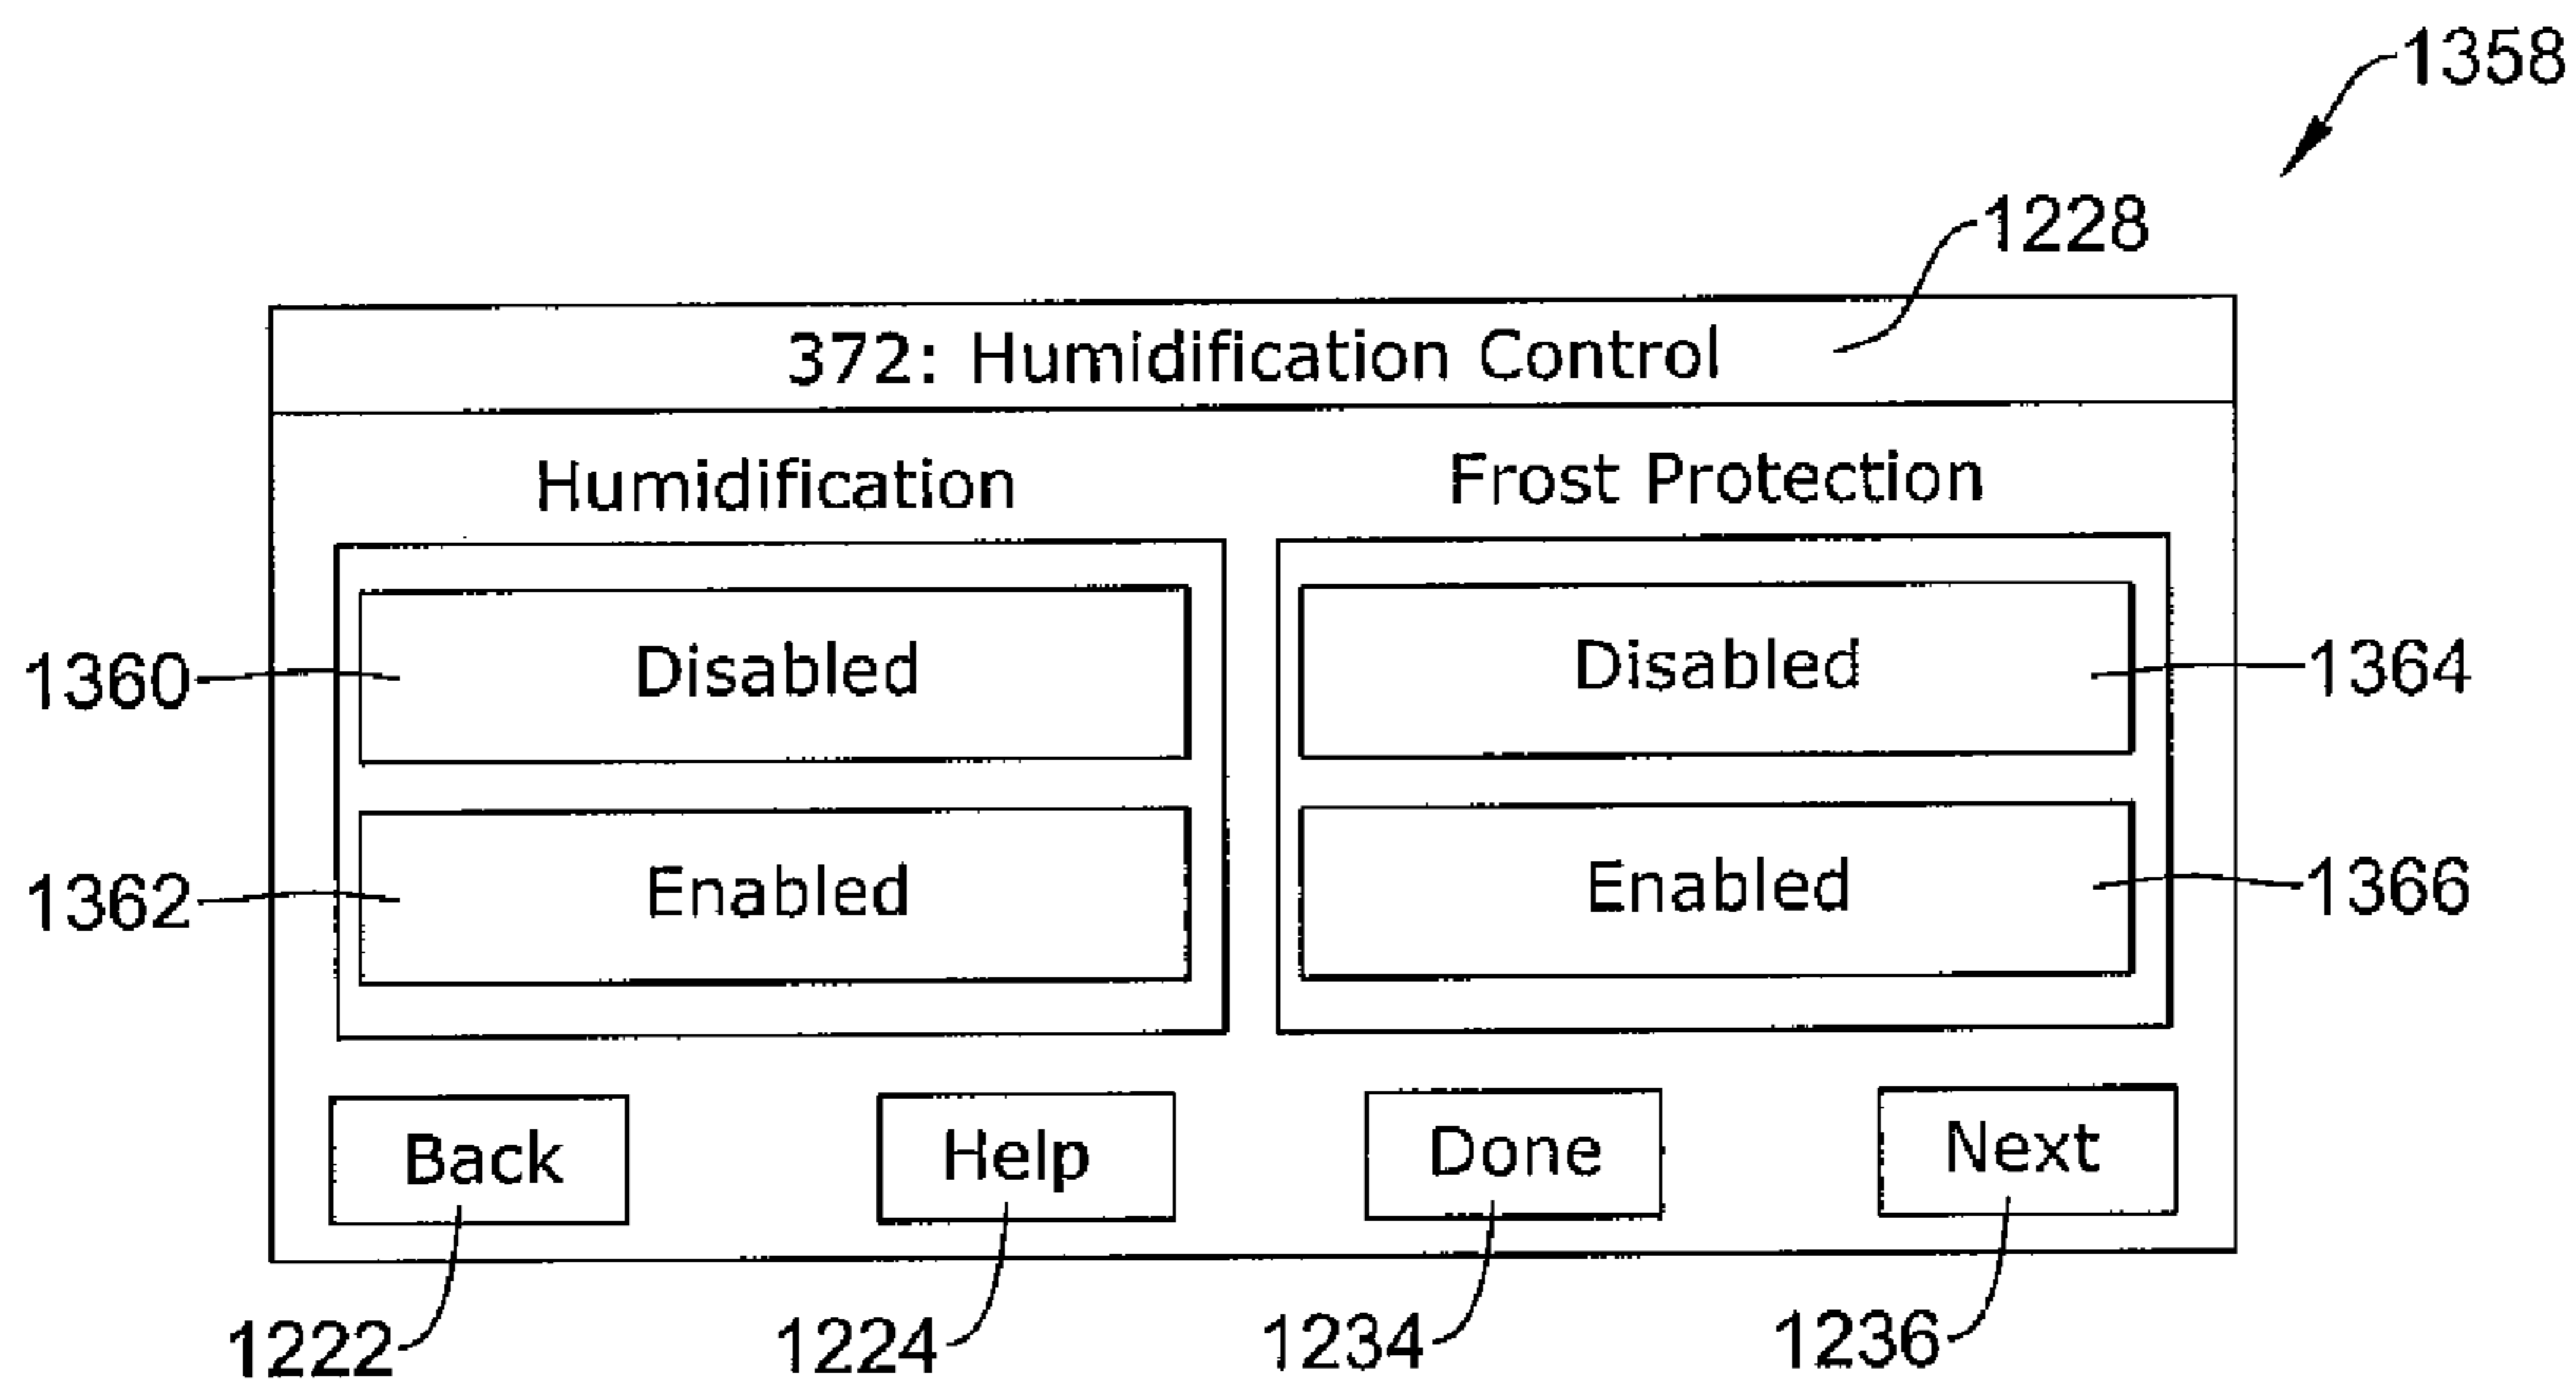 1358
1228
372: Humidification Control
Humidification Frost Protection
1360 Disabled Disabled 1364
1362 Enabled Enabled 1366
Back Help Done Next
1222 1224 1234 1236